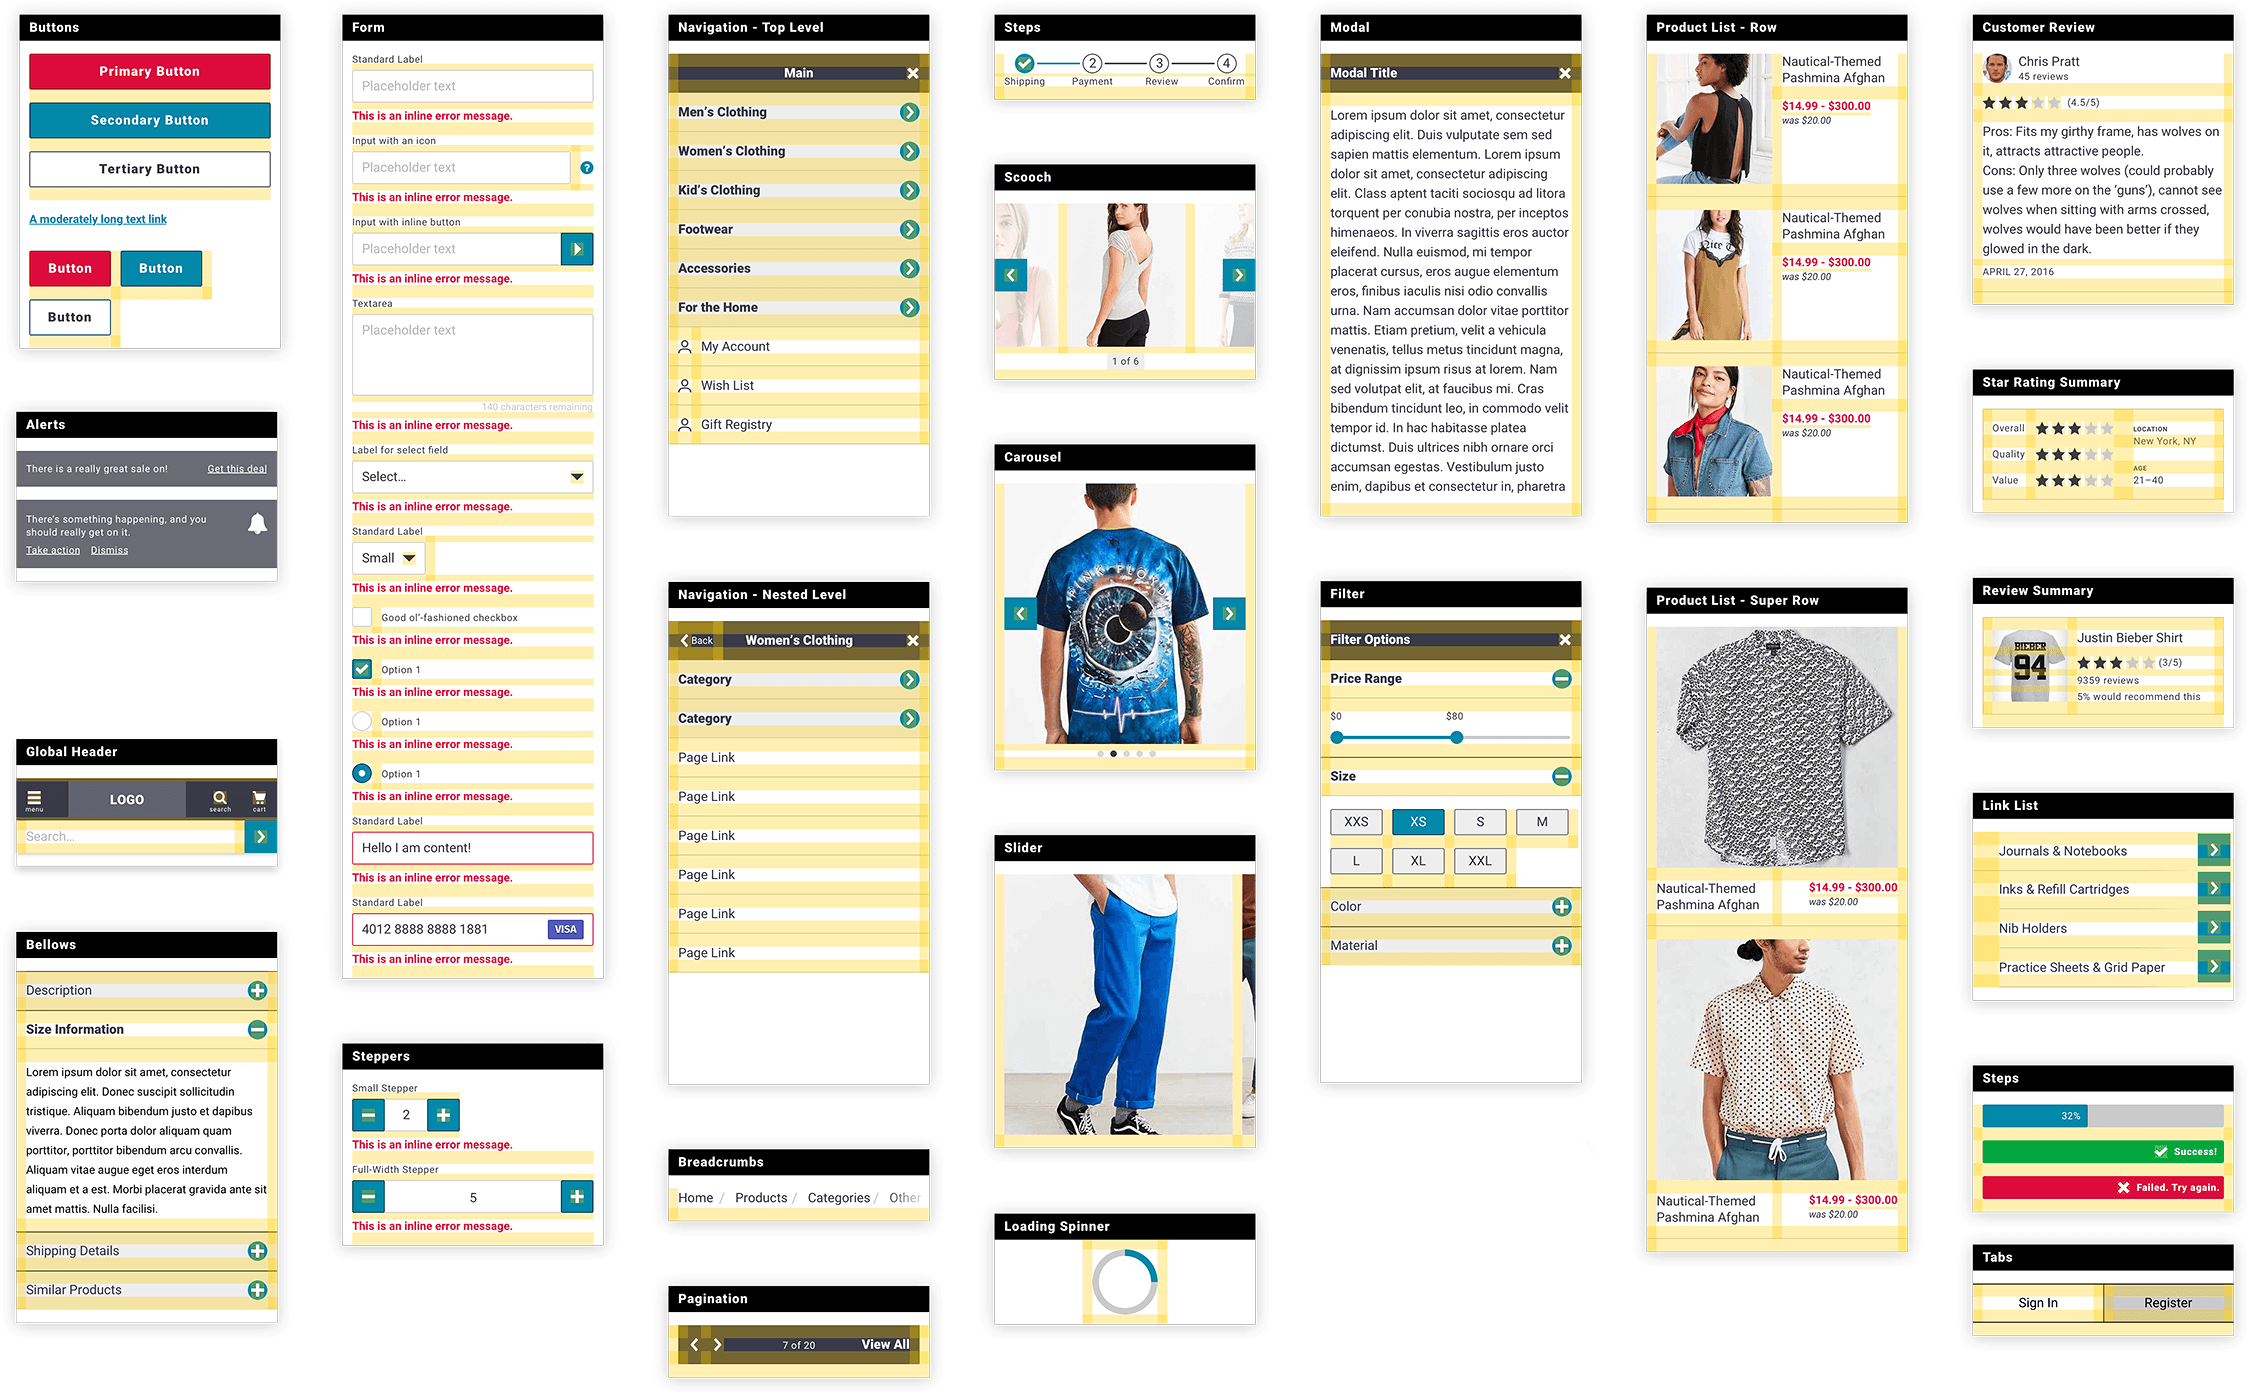 Buttons
Primary Button
Secondary Button
Tertiary Button
A moderately long text link
Button
Button
Button
Alerts
There is a really great sale on!
Get this deal
There's something happening, and you
should really get on it.
Take action
Dismiss
Global Header
menu
LOGO
search
cart
Search...
Bellows
Description
Size Information
Lorem ipsum dolor sit amet, consectetur
adipiscing elit. Donec suscipit sollicitudin
tristique. Aliquam bibendum justo et dapibus
viverra. Donec porta dolor aliquam quam
porttitor, porttitor bibendum arcu convallis.
Aliquam vitae augue eget eros interdum
aliquam et a est. Morbi placerat gravida ante sit
amet mattis. Nulla facilisi.
Shipping Details
Similar Products
Form
Standard Label
Placeholder text
This is an inline error message.
Input with an icon
Placeholder text
?
This is an inline error message.
Input with inline button
Placeholder text
This is an inline error message.
Textarea
Placeholder text
140 characters remaining
This is an inline error message.
Label for select field
Select...
This is an inline error message.
Standard Label
Small
This is an inline error message.
Good ol'-fashioned checkbox
This is an inline error message.
Option 1
This is an inline error message.
Option 1
This is an inline error message.
Option 1
This is an inline error message.
Standard Label
Hello I am content!
This is an inline error message.
Standard Label
4012 8888 8888 1881
VISA
This is an inline error message.
Steppers
Small Stepper
2
This is an inline error message.
Full-Width Stepper
5
This is an inline error message.
Navigation - Top Level
Main
Men's Clothing
Women's Clothing
Kid's Clothing
Footwear
Accessories
For the Home
My Account
Wish List
Gift Registry
Navigation - Nested Level
Back
Women's Clothing
Category
Category
Page Link
Page Link
Page Link
Page Link
Page Link
Page Link
Breadcrumbs
Home / Products / Categories / Other
Pagination
7 of 20
View All
Steps
2 3 4
Shipping Payment Review Confirm
Scooch
1 of 6
Carousel
PINK FLOYD
Slider
Loading Spinner
Modal
Modal Title
Lorem ipsum dolor sit amet, consectetur
adipiscing elit. Duis vulputate sem sed
sapien mattis elementum. Lorem ipsum
dolor sit amet, consectetur adipiscing
elit. Class aptent taciti sociosqu ad litora
torquent per conubia nostra, per inceptos
himenaeos. In viverra sagittis eros auctor
eleifend. Nulla euismod, mi tempor
placerat cursus, eros augue elementum
eros, finibus iaculis nisi odio convallis
urna. Nam accumsan dolor vitae porttitor
mattis. Etiam pretium, velit a vehicula
venenatis, tellus metus tincidunt magna,
at dignissim ipsum risus at lorem. Nam
sed volutpat elit, at faucibus mi. Cras
bibendum tincidunt leo, in commodo velit
tempor id. In hac habitasse platea
dictumst. Duis ultrices nibh ornare orci
accumsan egestas. Vestibulum justo
enim, dapibus et consectetur in, pharetra
Filter
Filter Options
Price Range
$0
$80
Size
XXS XS S M
L XL XXL
Color
Material
Product List - Row
Nautical-Themed
Pashmina Afghan
$14.99 - $300.00
was $20.00
Nautical-Themed
Pashmina Afghan
$14.99 - $300.00
was $20.00
Nautical-Themed
Pashmina Afghan
$14.99 - $300.00
was $20.00
Product List - Super Row
Nautical-Themed
Pashmina Afghan
$14.99 - $300.00
was $20.00
Nautical-Themed
Pashmina Afghan
$14.99 - $300.00
was $20.00
Customer Review
Chris Pratt
45 reviews
(4.5/5)
Pros: Fits my girthy frame, has wolves on
it, attracts attractive people.
Cons: Only three wolves (could probably
use a few more on the 'guns'), cannot see
wolves when sitting with arms crossed,
wolves would have been better if they
glowed in the dark.
APRIL 27, 2016
Star Rating Summary
Overall
Quality
Value
LOCATION
New York, NY
AGE
21–40
Review Summary
BIEBER
94
Justin Bieber Shirt
(3/5)
9359 reviews
5% would recommend this
Link List
Journals & Notebooks
Inks & Refill Cartridges
Nib Holders
Practice Sheets & Grid Paper
Steps
32%
Success!
Failed. Try again.
Tabs
Sign In
Register